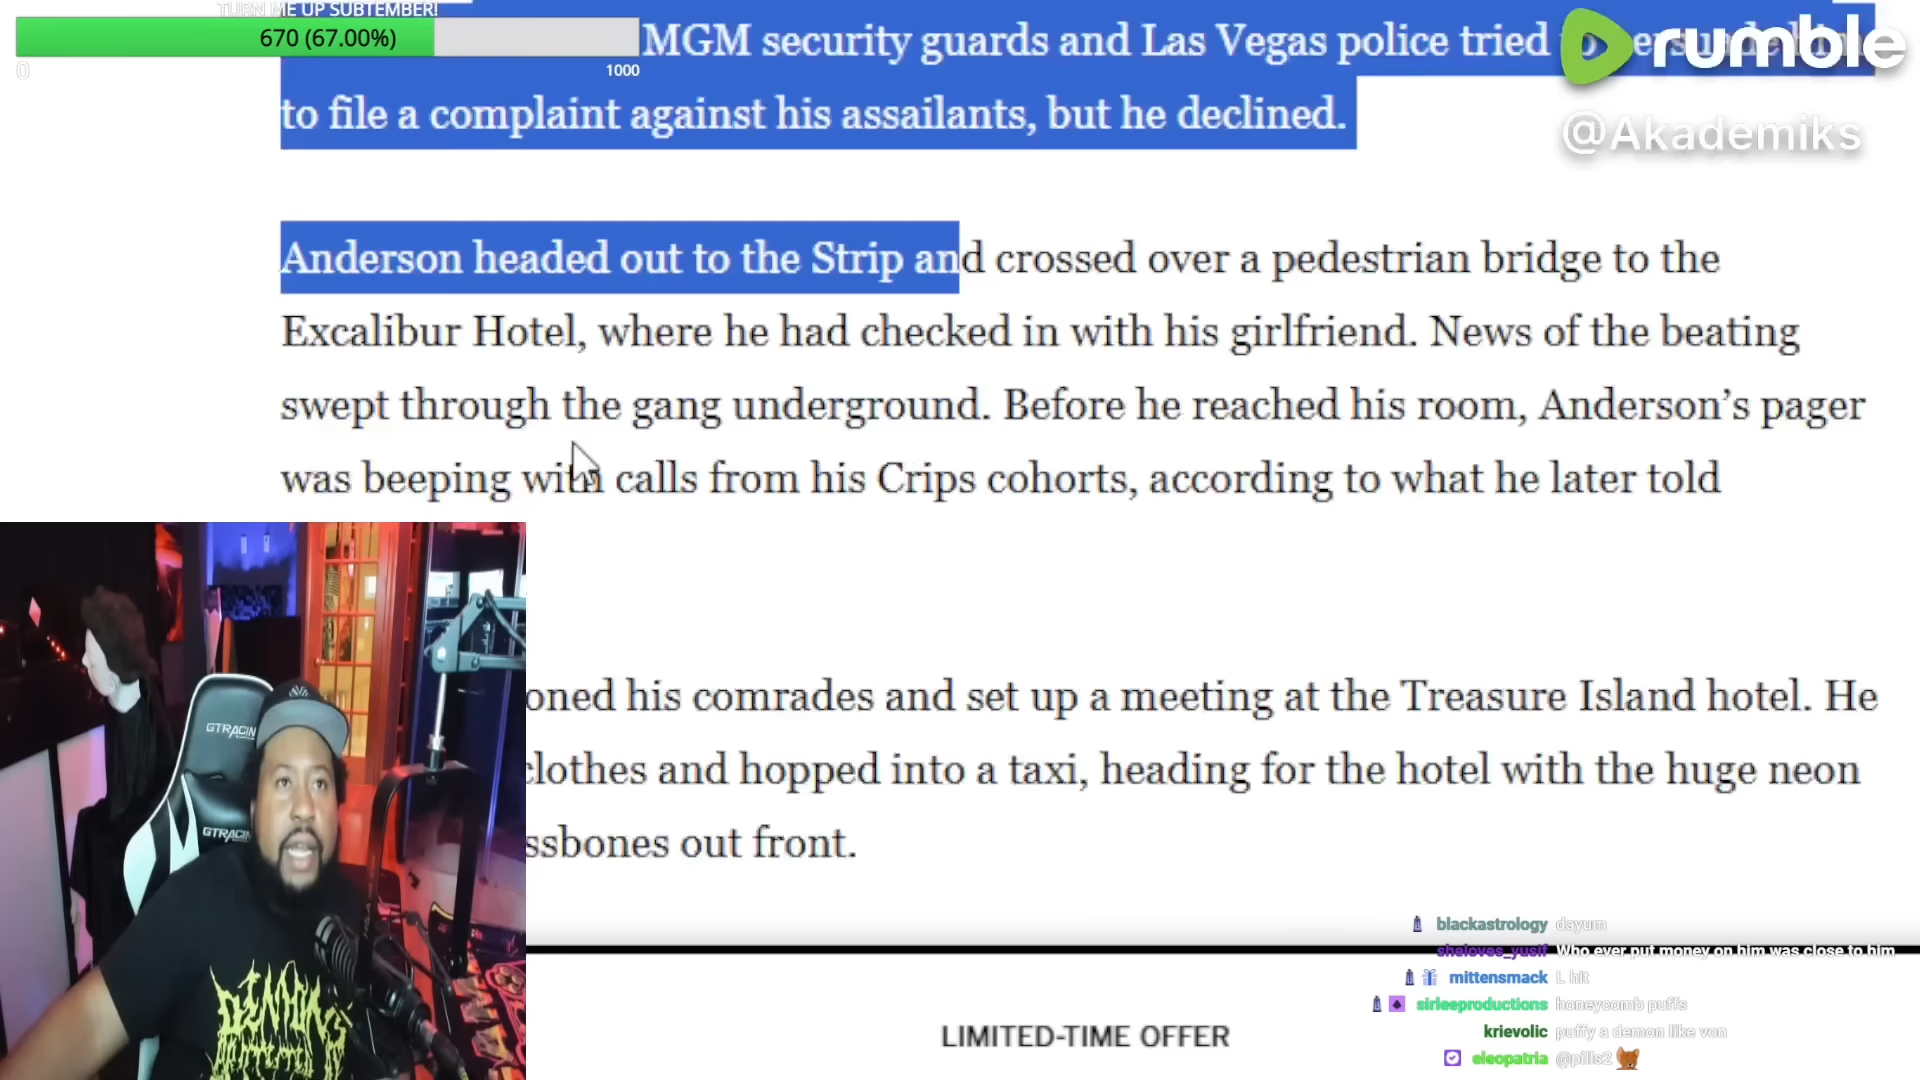 TURN ME UP SUBTEMBER!
670 (67.00%)
0
1000
MGM security guards and Las Vegas police tried
to file a complaint against his assailants, but he declined.
rumble
@Akademiks
Anderson headed out to the Strip and crossed over a pedestrian bridge to the
Excalibur Hotel, where he had checked in with his girlfriend. News of the beating
swept through the gang underground. Before he reached his room, Anderson's pager
was beeping with calls from his Crips cohorts, according to what he later told
oned his comrades and set up a meeting at the Treasure Island hotel. He
clothes and hopped into a taxi, heading for the hotel with the huge neon
ssbones out front.
GTRACIN
GTRACIN
blackastrology dayum
sheloves_yusif Who ever put money on him was close to him
mittensmack L hit
sirleeproductions honeycomb puffs
krievolic puffy a demon like von
eleopatria @pills2
LIMITED-TIME OFFER